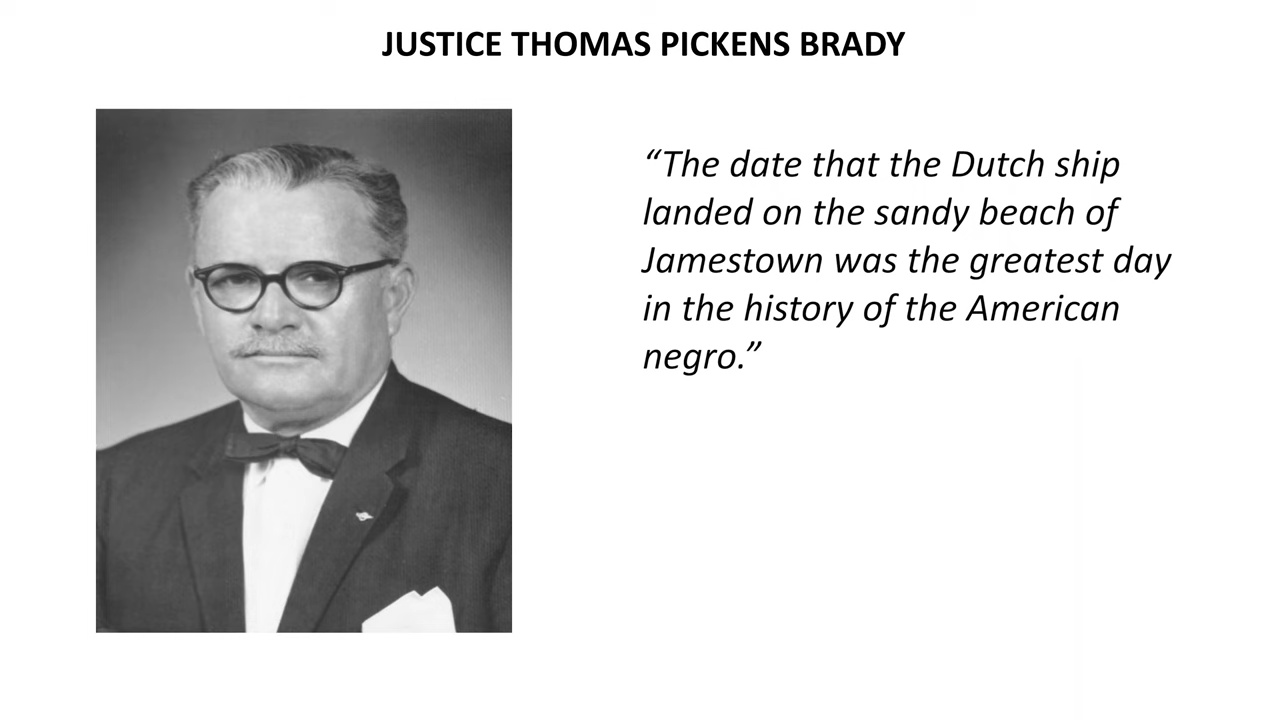 JUSTICE THOMAS PICKENS BRADY
“The date that the Dutch ship
landed on the sandy beach of
Jamestown was the greatest day
in the history of the American
negro.”